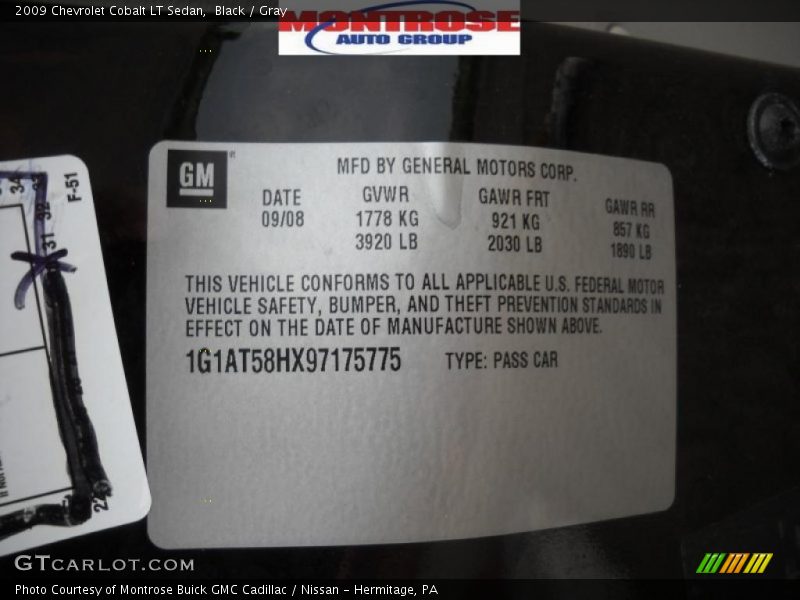 2009 Chevrolet Cobalt LT Sedan, Black / Gray
MONTROSE
AUTO GROUP
GM
MFD BY GENERAL MOTORS CORP.
DATE GVWR GAWR FRT GAWR RR
09/08 1778 KG 921 KG 857 KG
3920 LB 2030 LB 1890 LB
THIS VEHICLE CONFORMS TO ALL APPLICABLE U.S. FEDERAL MOTOR
VEHICLE SAFETY, BUMPER, AND THEFT PREVENTION STANDARDS IN
EFFECT ON THE DATE OF MANUFACTURE SHOWN ABOVE.
1G1AT58HX97175775 TYPE: PASS CAR
F-51
34
32
31
GTCARLOT.COM
Photo Courtesy of Montrose Buick GMC Cadillac / Nissan - Hermitage, PA